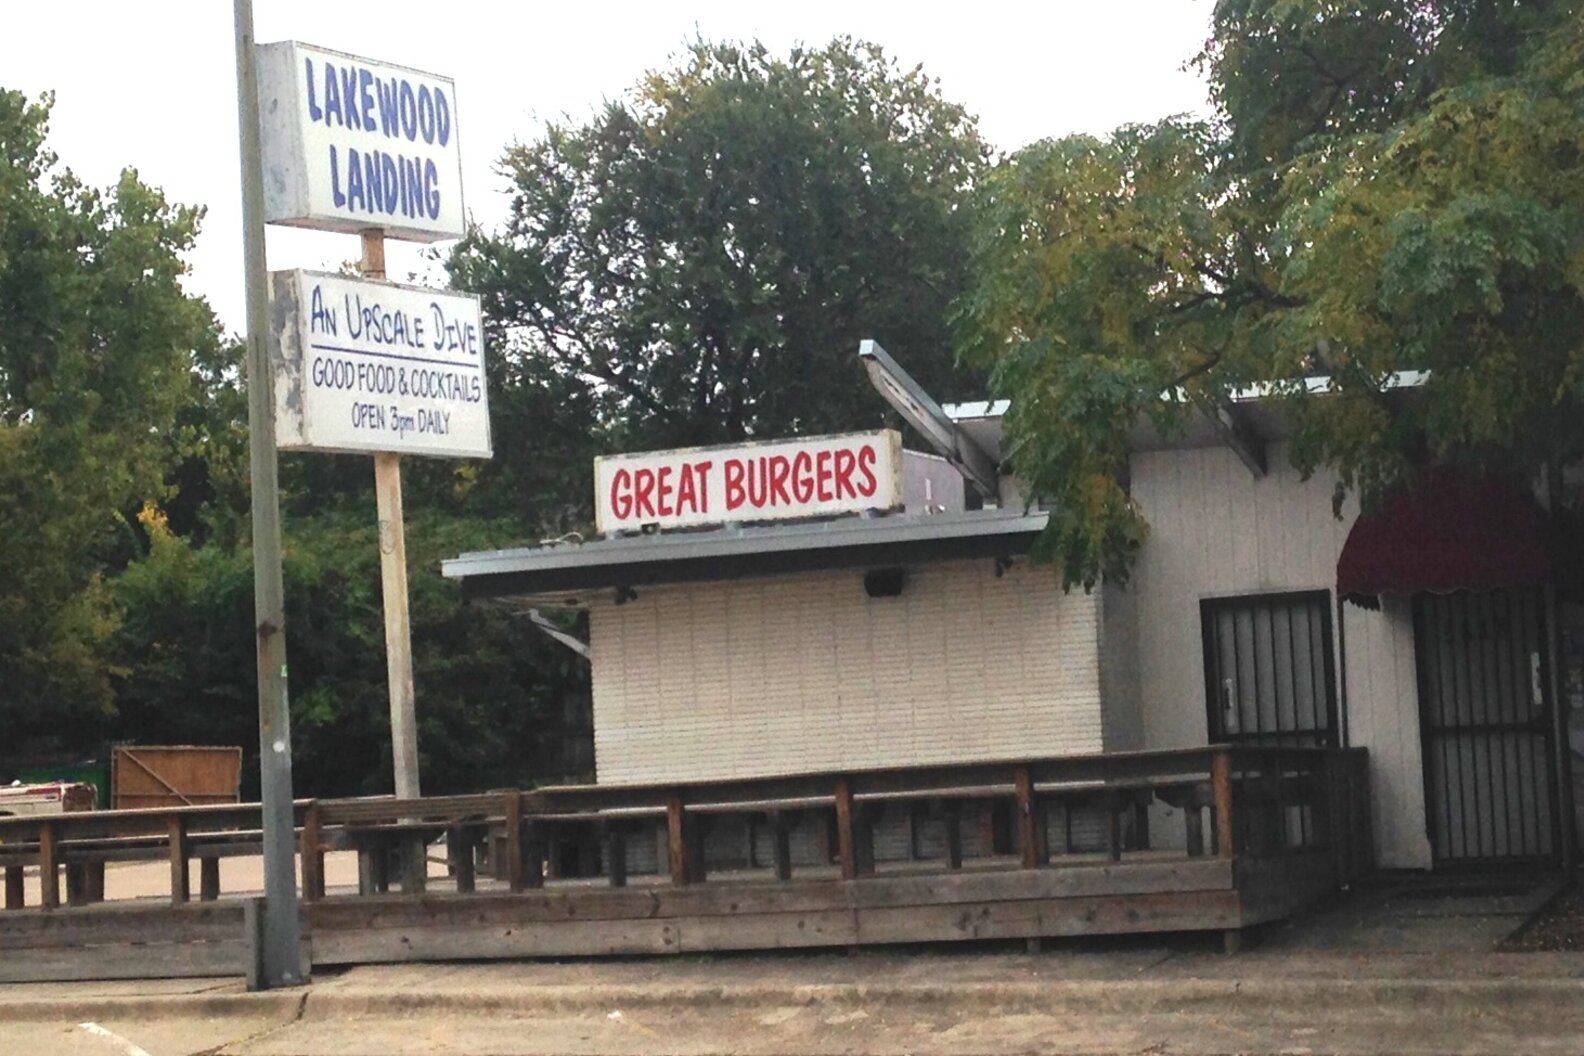 LAKEWOOD
LANDING
AN UPSCALE DIVE
GOOD FOOD & COCKTAILS
OPEN 3pm DAILY
GREAT BURGERS